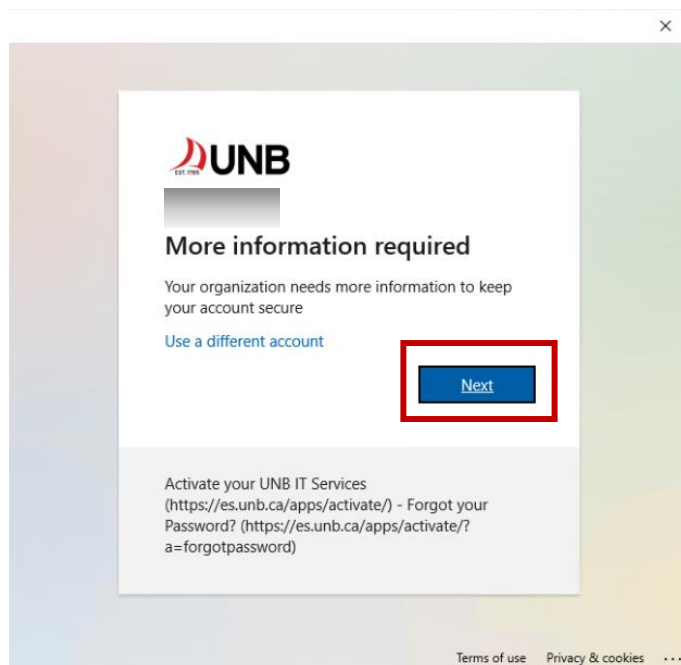 UNB
EST. 1785
More information required
Your organization needs more information to keep
your account secure
Use a different account
Next
Activate your UNB IT Services
(https://es.unb.ca/apps/activate/) - Forgot your
Password? (https://es.unb.ca/apps/activate/?
a=forgotpassword)
Terms of use Privacy & cookies ...